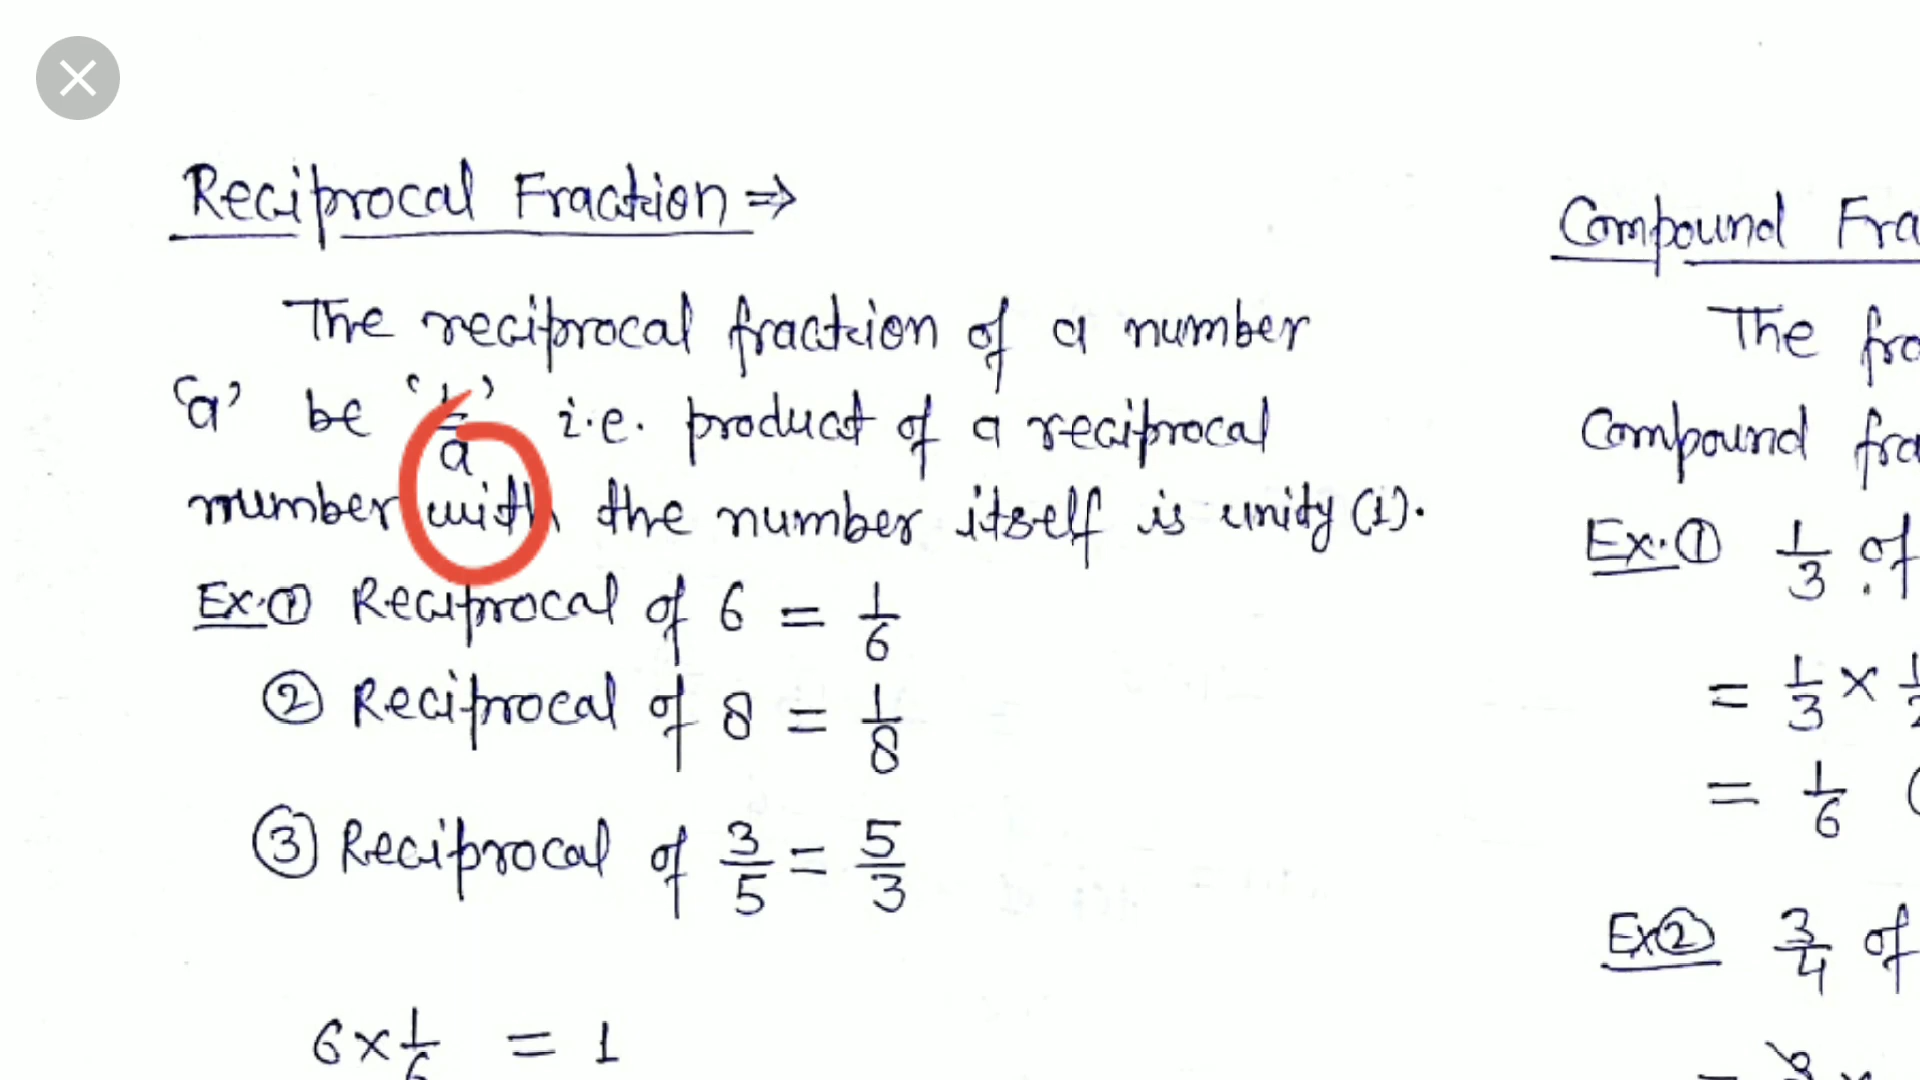 Reciprocal Fraction ⇒
The reciprocal fraction of a number
'a' be '1/a' i.e. product of a reciprocal
number with the number itself is unity (1).
Ex.① Reciprocal of 6 = 1/6
② Reciprocal of 8 = 1/8
③ Reciprocal of 3/5 = 5/3
6 × 1/6 = 1
Compound Fra
The fra
Compound fra
Ex.① 1/3 of
= 1/3 × 1/2
= 1/6 (
Ex② 3/4 of